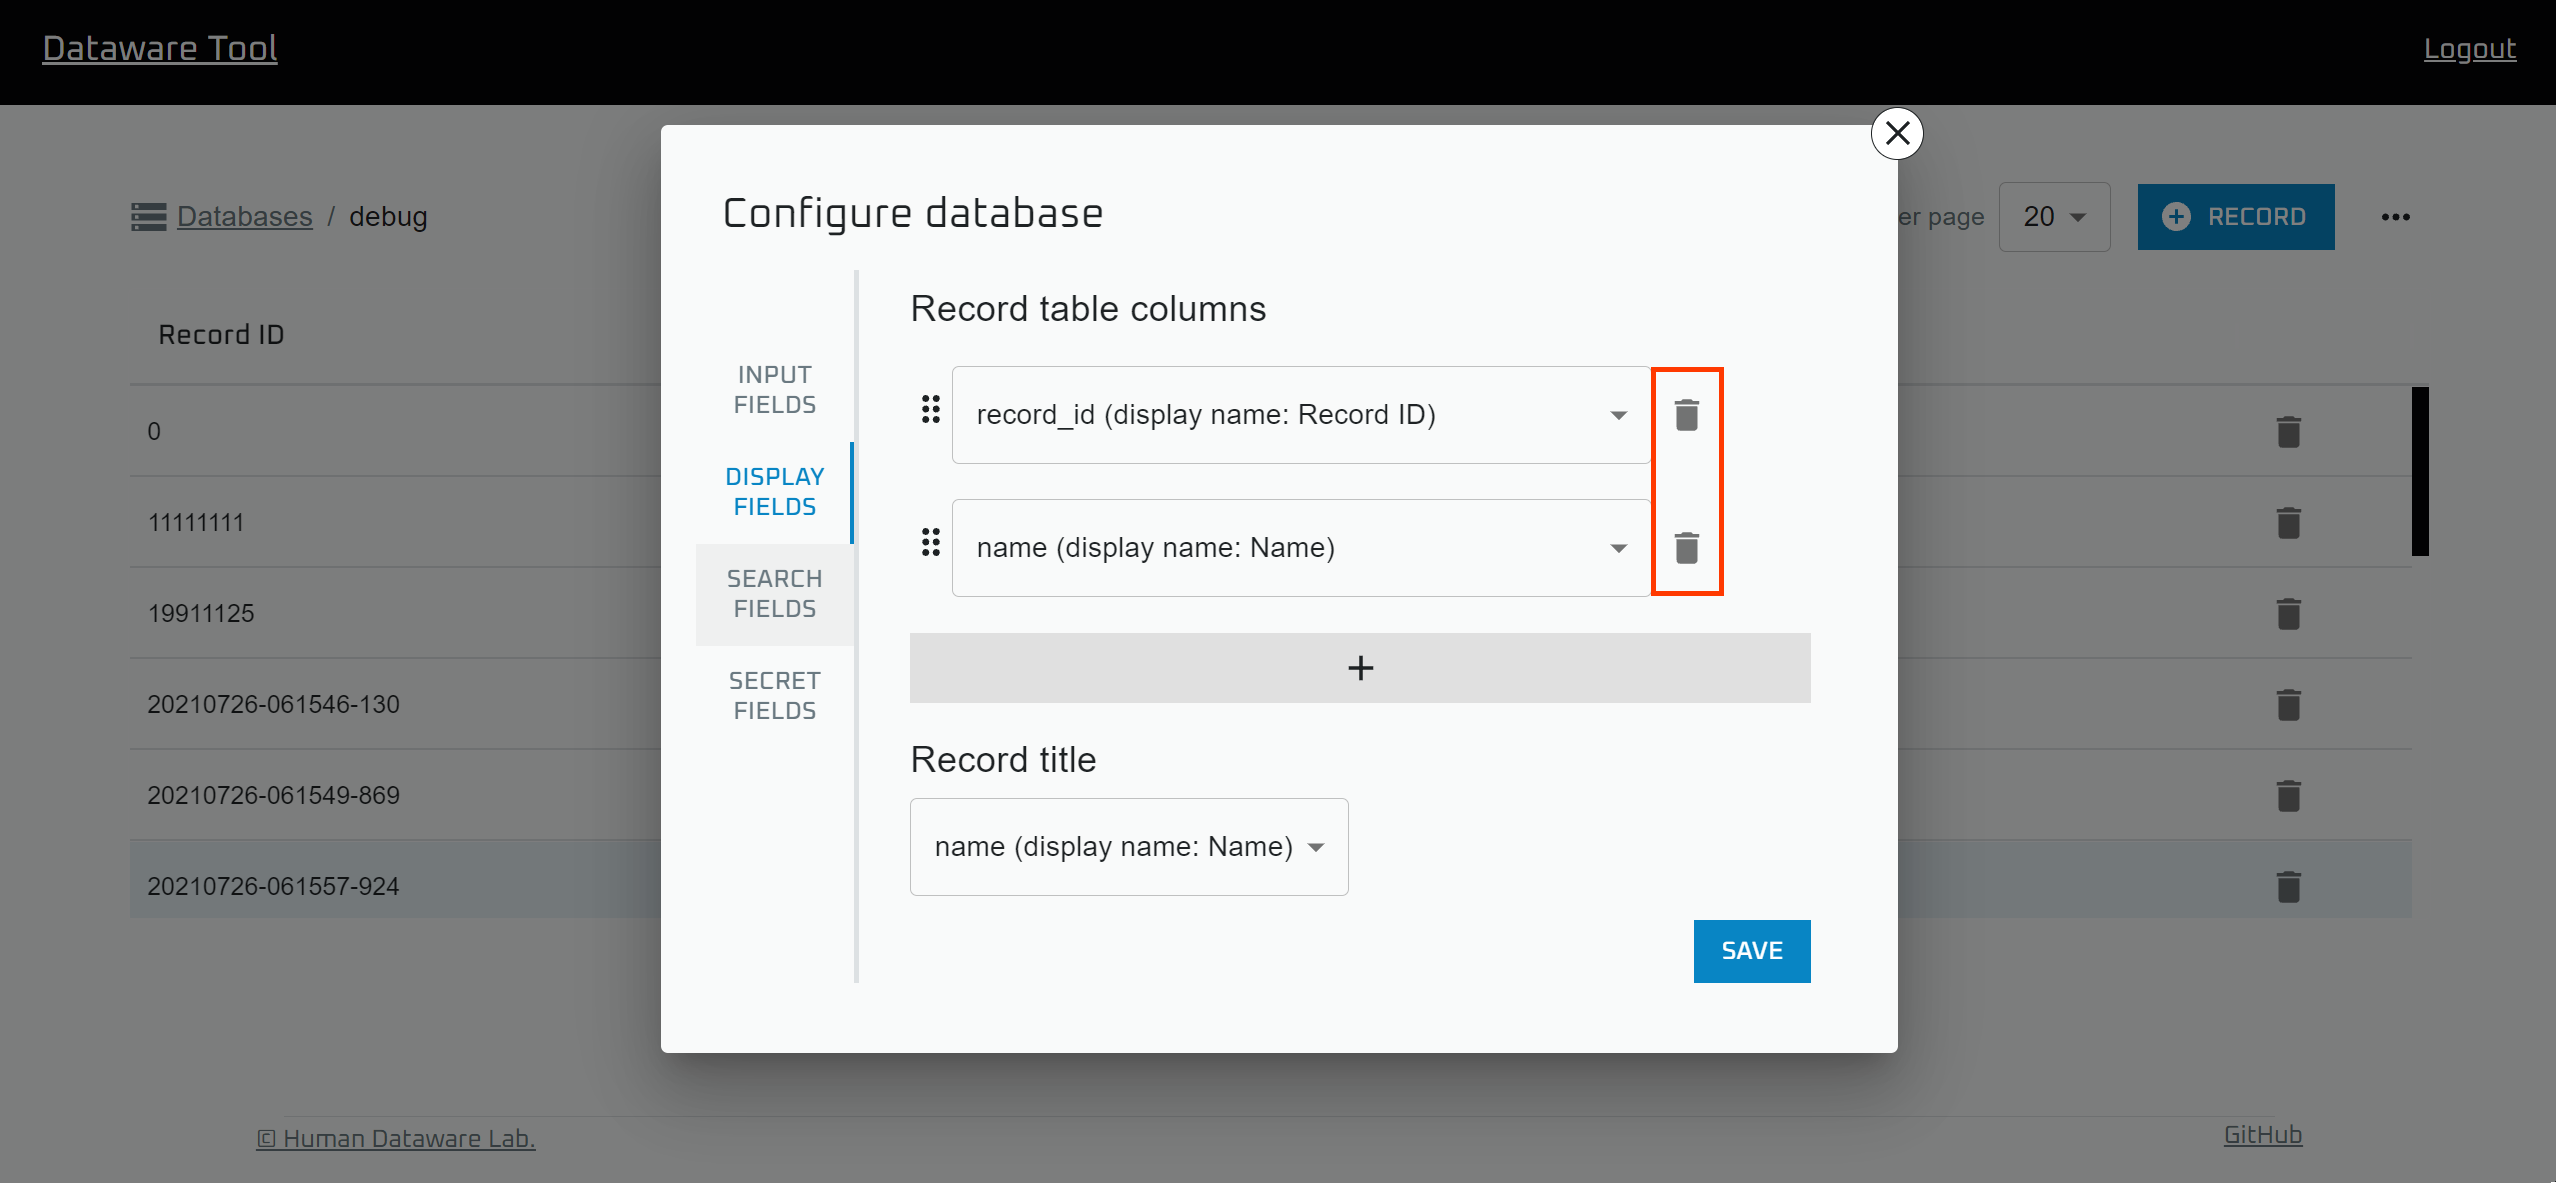 Dataware Tool
Logout
Databases / debug
er page
20
RECORD
Record ID
0
11111111
19911125
20210726-061546-130
20210726-061549-869
20210726-061557-924
Configure database
INPUT
FIELDS
DISPLAY
FIELDS
SEARCH
FIELDS
SECRET
FIELDS
Record table columns
record_id (display name: Record ID)
name (display name: Name)
+
Record title
name (display name: Name)
SAVE
© Human Dataware Lab.
GitHub